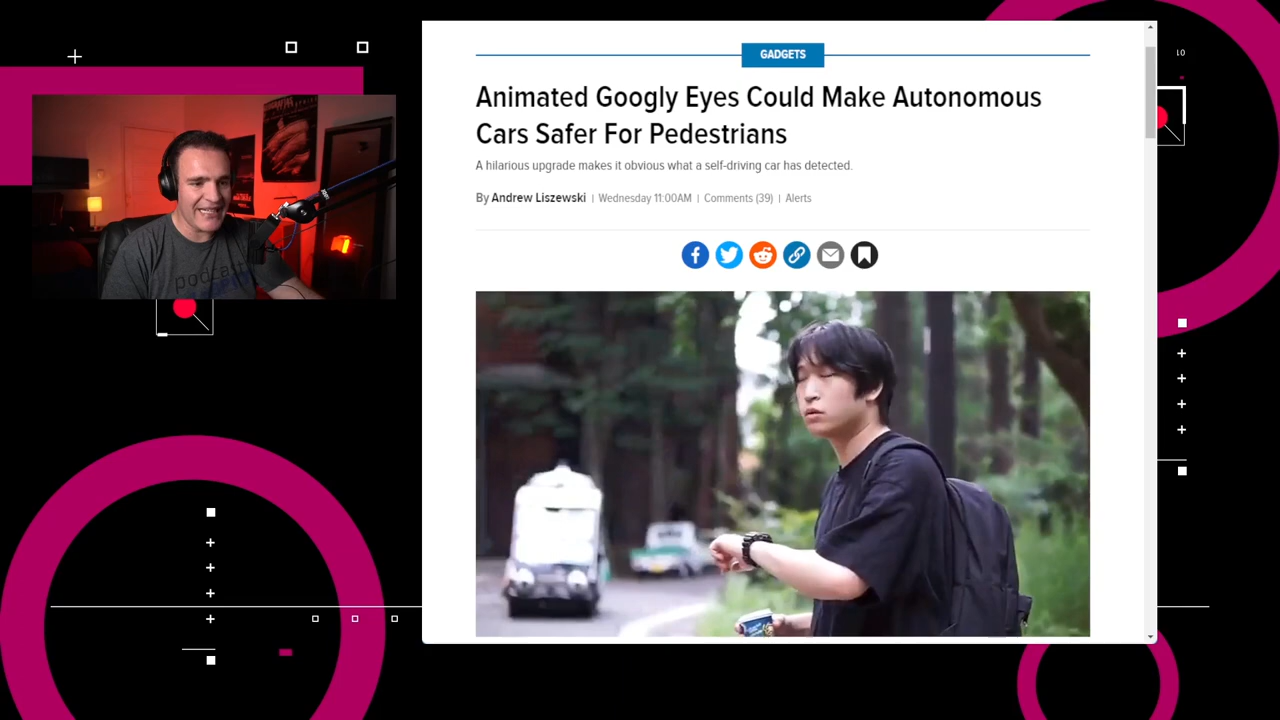 GADGETS
Animated Googly Eyes Could Make Autonomous
Cars Safer For Pedestrians
A hilarious upgrade makes it obvious what a self-driving car has detected.
By Andrew Liszewski | Wednesday 11:00AM | Comments (39) | Alerts
podcast